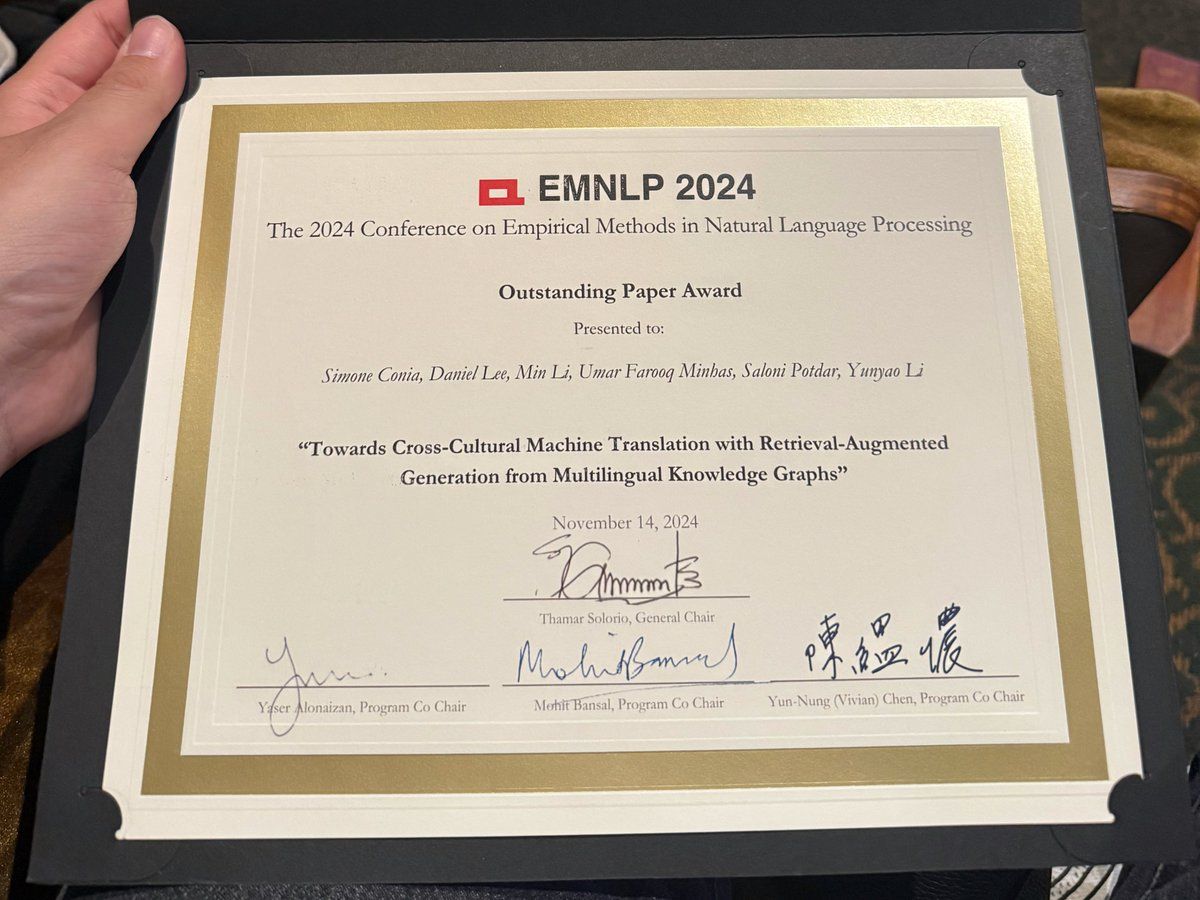 EMNLP 2024
The 2024 Conference on Empirical Methods in Natural Language Processing
Outstanding Paper Award
Presented to:
Simone Conia, Daniel Lee, Min Li, Umar Farooq Minhas, Saloni Potdar, Yunyao Li
“Towards Cross-Cultural Machine Translation with Retrieval-Augmented
Generation from Multilingual Knowledge Graphs”
November 14, 2024
Thamar Solorio, General Chair
Mohit Bansal
陳縕儂
Yaser Alonaizan, Program Co Chair
Mohit Bansal, Program Co Chair
Yun-Nung (Vivian) Chen, Program Co Chair